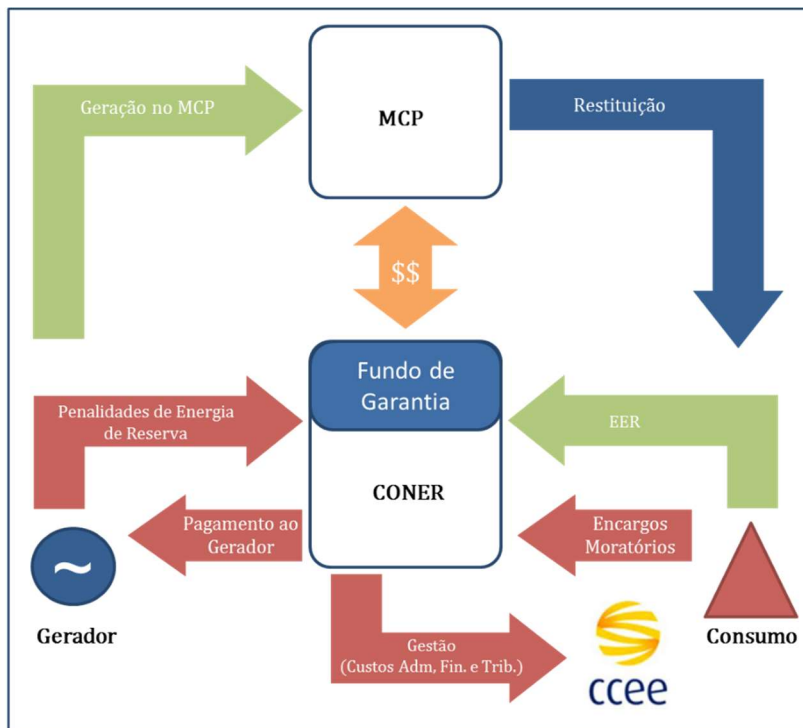 Geração no MCP
MCP
Restituição
$$
Fundo de
Garantia
Penalidades de Energia
de Reserva
EER
CONER
Pagamento ao
Gerador
Encargos
Moratórios
~
Gerador
Gestão
(Custos Adm, Fin. e Trib.)
ccee
Consumo